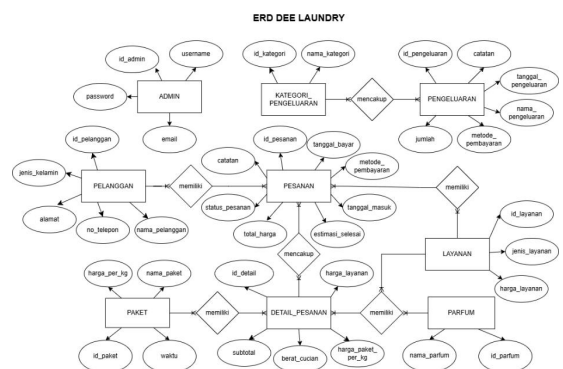 ERD DEE LAUNDRY
id_admin
username
password
ADMIN
email
id_kategori
nama_kategori
KATEGORI_
PENGELUARAN
mencakup
id_pengeluaran
catatan
tanggal_
pengeluaran
PENGELUARAN
nama_
pengeluaran
jumlah
metode_
pembayaran
id_pelanggan
jenis_kelamin
PELANGGAN
alamat
no_telepon
nama_pelanggan
memiliki
catatan
id_pesanan
tanggal_bayar
metode_
pembayaran
PESANAN
status_pesanan
tanggal_masuk
total_harga
estimasi_selesai
memiliki
mencakup
id_layanan
LAYANAN
jenis_layanan
harga_layanan
harga_per_kg
nama_paket
PAKET
id_paket
waktu
memiliki
id_detail
harga_layanan
DETAIL_PESANAN
subtotal
berat_cucian
harga_paket_
per_kg
memiliki
PARFUM
nama_parfum
id_parfum